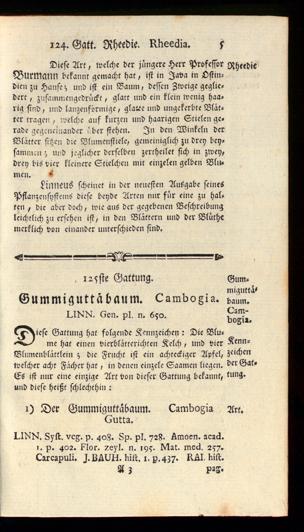 124. Gatt. Rheedie. Rheedia. 5
Diese Art, welche der jüngere Herr Professor Rheedie
Burmann bekannt gemacht hat, ist in Java in Ostin-
dien zu Hause; und ist ein Baum, dessen Zweige geglie-
dert, zusammengedrückt, glatt und ein klein wenig haa-
rig sind, und lanzenförmige, glatte und ungekerbte Blät-
ter tragen, welche auf kurzen und haarigen Stielen ge-
rade gegeneinander über stehen. In den Winkeln der
Blätter sitzen die Blumenstiele, gemeiniglich zu drey bey-
sammen; und jeglicher derselben zertheilet sich in zwey,
drey bis vier kleinere Stielchen mit einzelen gelben Blu-
men.
Linneus scheinet in der neuesten Ausgabe seines
Pflanzensystems diese beyde Arten nur für eine zu hal-
ten, die aber doch, wie aus der gegebenen Beschreibung
leichtlich zu ersehen ist, in den Blättern und der Blüthe
merklich von einander unterschieden sind.
125ste Gattung.
Gummiguttäbaum. Cambogia.
LINN. Gen. pl. n. 650.
Gum-
miguttä-
baum.
Cam-
bogia.
Diese Gattung hat folgende Kennzeichen: Die Blu-
me hat einen vierblätterichten Kelch, und vier
Blumenblättlein; die Frucht ist ein achteckiger Apfel,
welcher acht Fächer hat, in denen einzele Saamen liegen.
Es ist nur eine einzige Art von dieser Gattung bekannt,
und diese heißt schlechthin:
Kenn-
zeichen
der Gat-
tung.
1) Der Gummiguttäbaum. Cambogia Art.
Gutta.
LINN. Syst. veg. p. 408. Sp. pl. 728. Amoen. acad.
1. p. 402. Flor. zeyl. n. 195. Mat. med. 257.
Carcapuli. J. BAUH. hist. 1. p. 437. RAI. hist.
A 3 pag.